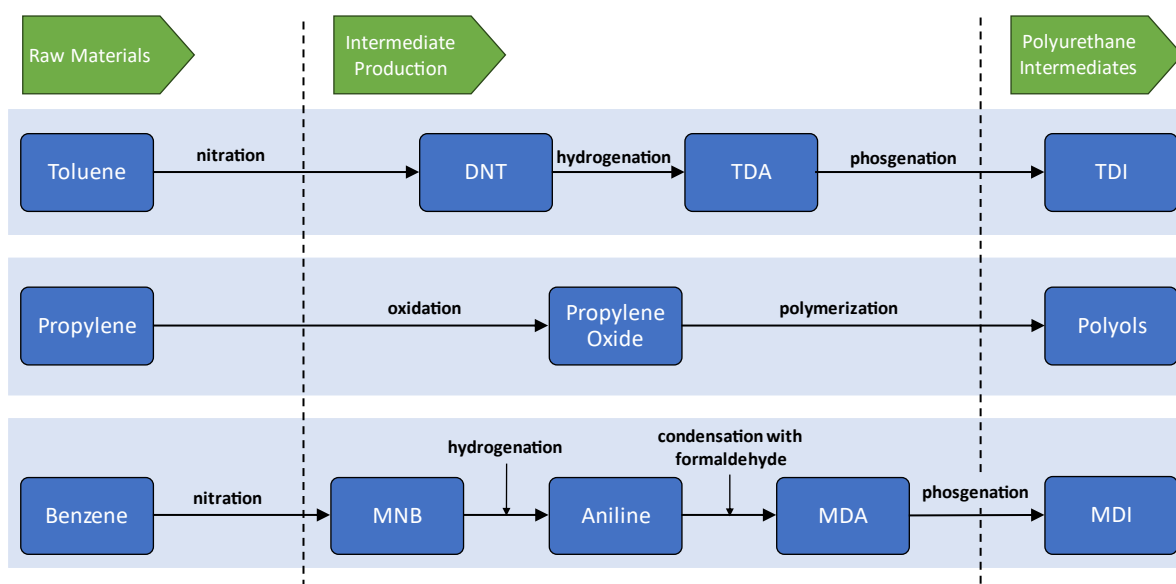 Raw Materials
Intermediate
Production
Polyurethane
Intermediates
Toluene
nitration
DNT
hydrogenation
TDA
phosgenation
TDI
Propylene
oxidation
Propylene
Oxide
polymerization
Polyols
Benzene
nitration
MNB
hydrogenation
Aniline
condensation with
formaldehyde
MDA
phosgenation
MDI